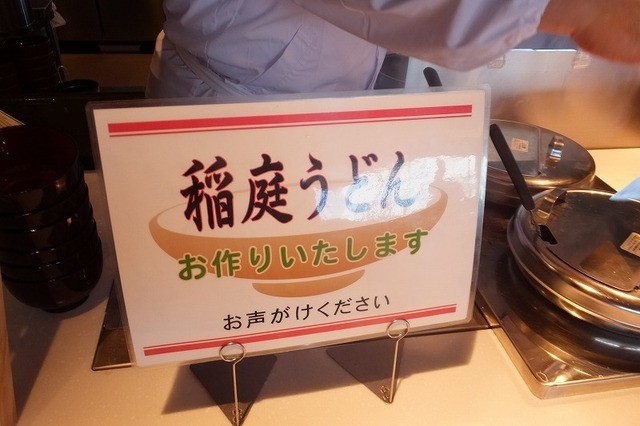 稲庭うどん
お作りいたします
お声がけください